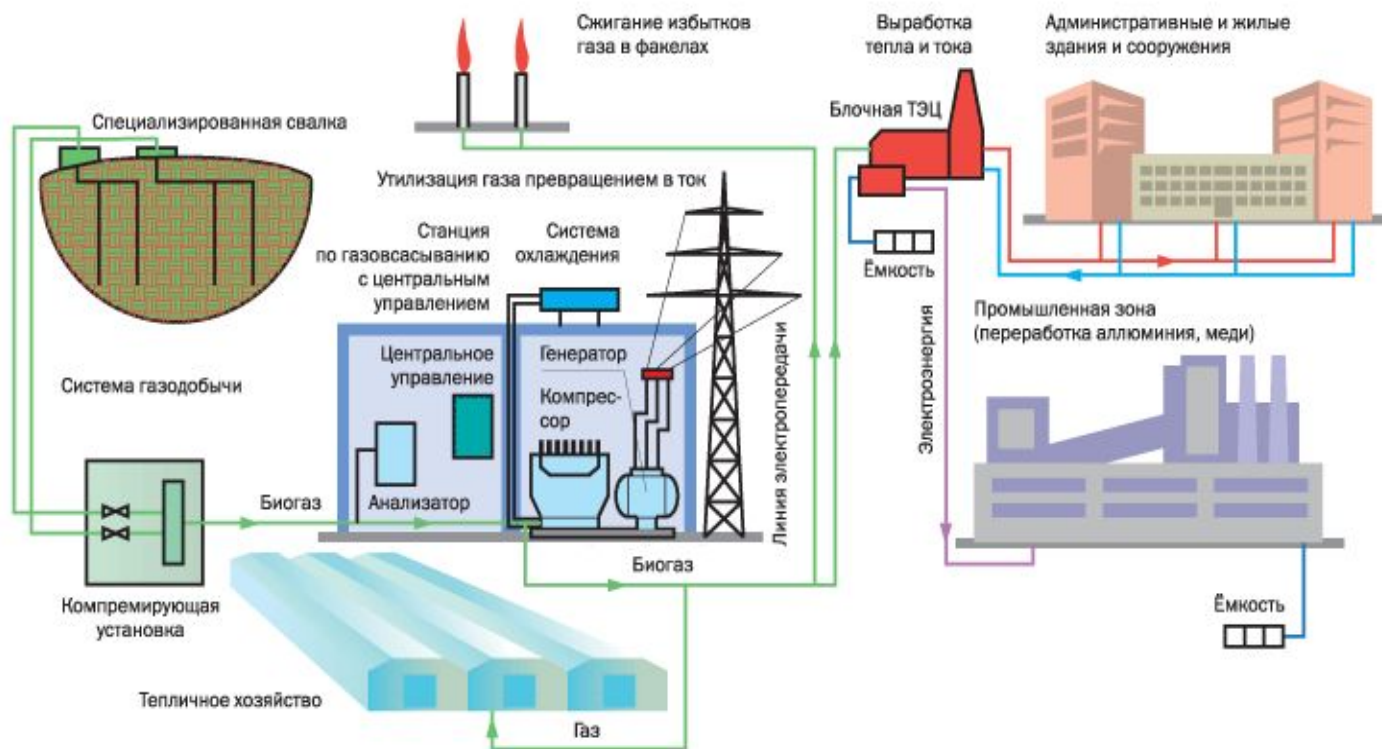 Сжигание избытков
газа в факелах
Выработка
тепла и тока
Административные и жилые
здания и сооружения
Специализированная свалка
Блочная ТЭЦ
Утилизация газа превращением в ток
Станция
по газовсасыванию
с центральным
управлением
Система
охлаждения
Ёмкость
Промышленная зона
(переработка аллюминия, меди)
Система газодобычи
Центральное
управление
Генератор
Компрес-
сор
Линия электропередачи
Электроэнергия
Биогаз
Анализатор
Биогаз
Компремирующая
установка
Ёмкость
Тепличное хозяйство
Газ